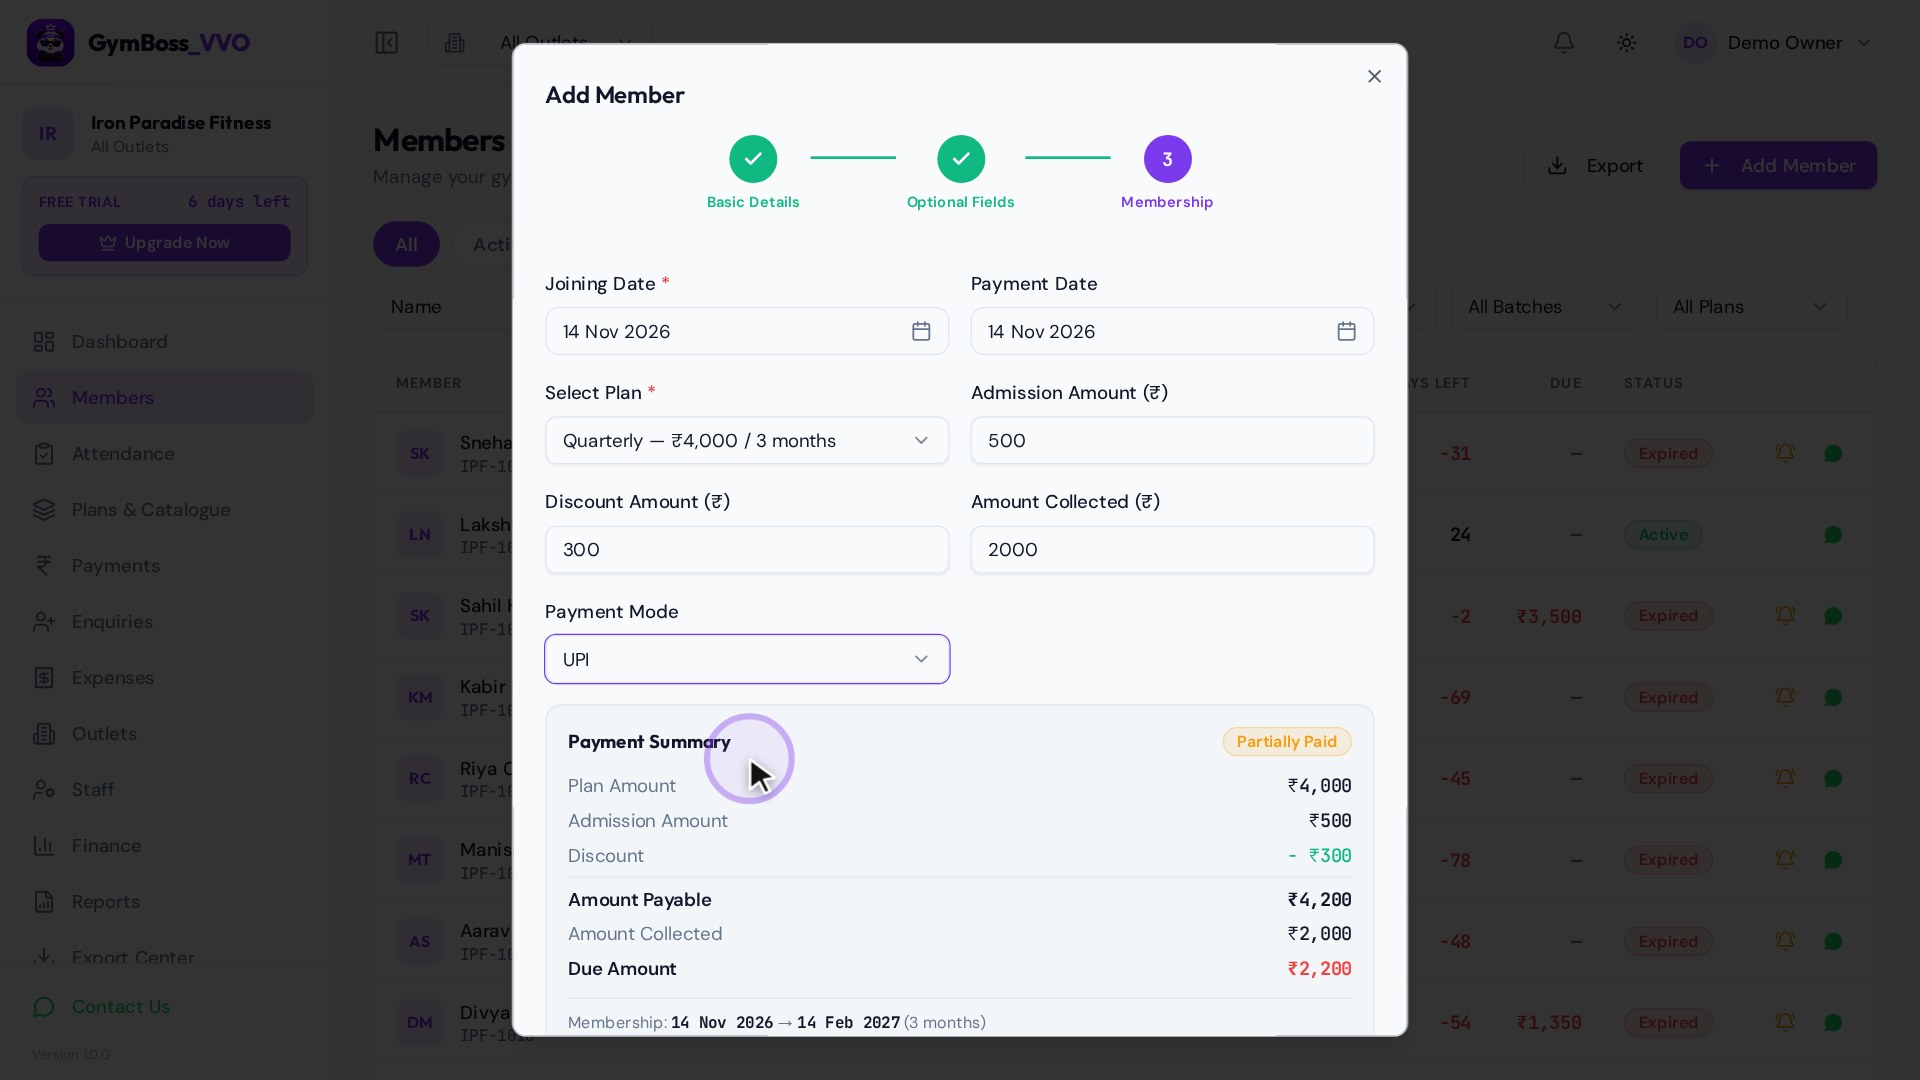 GymBoss_VVO
All Outlets
DO Demo Owner
IR Iron Paradise Fitness
All Outlets
FREE TRIAL 6 days left
Upgrade Now
Dashboard
Members
Attendance
Plans & Catalogue
Payments
Enquiries
Expenses
Outlets
Staff
Finance
Reports
Export Center
Contact Us
Version 1.0.0
Members
Manage your gy
Export
Add Member
All
Name
All Batches
All Plans
MEMBER
LEFT DUE STATUS
SK Sneha -31 — Expired
LN Laksh 24 — Active
SK Sahil -2 ₹3,500 Expired
KM Kabir -69 — Expired
RC Riya -45 — Expired
MT Manis -78 — Expired
AS Aarav -48 — Expired
DM Divya -54 ₹1,350 Expired
Add Member
3
Basic Details Optional Fields Membership
Joining Date * Payment Date
14 Nov 2026 14 Nov 2026
Select Plan * Admission Amount (₹)
Quarterly — ₹4,000 / 3 months 500
Discount Amount (₹) Amount Collected (₹)
300 2000
Payment Mode
UPI
Payment Summary Partially Paid
Plan Amount ₹4,000
Admission Amount ₹500
Discount - ₹300
Amount Payable ₹4,200
Amount Collected ₹2,000
Due Amount ₹2,200
Membership: 14 Nov 2026 → 14 Feb 2027 (3 months)